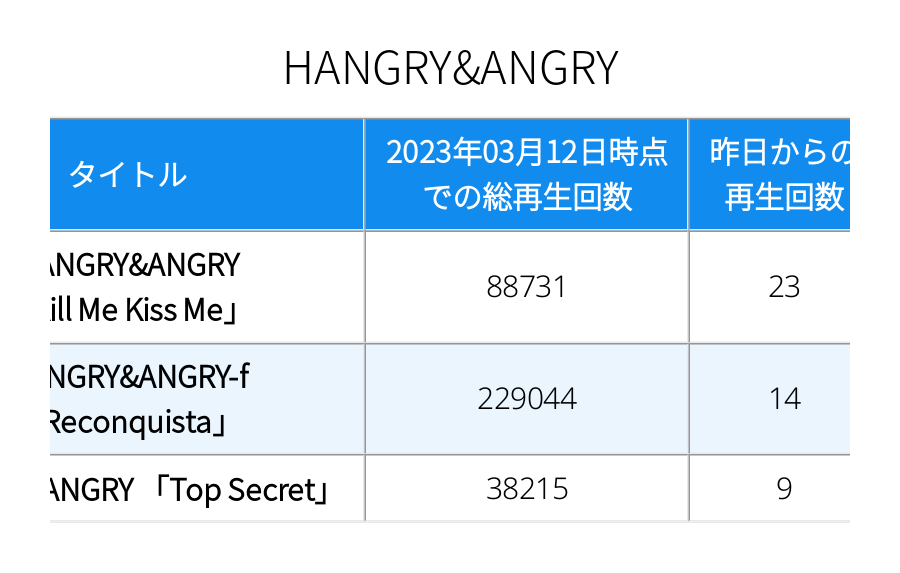 HANGRY&ANGRY
タイトル
2023年03月12日時点
での総再生回数
昨日からの
再生回数
ANGRY&ANGRY
ill Me Kiss Me」
88731
23
NGRY&ANGRY-f
Reconquista」
229044
14
ANGRY 「Top Secret」
38215
9